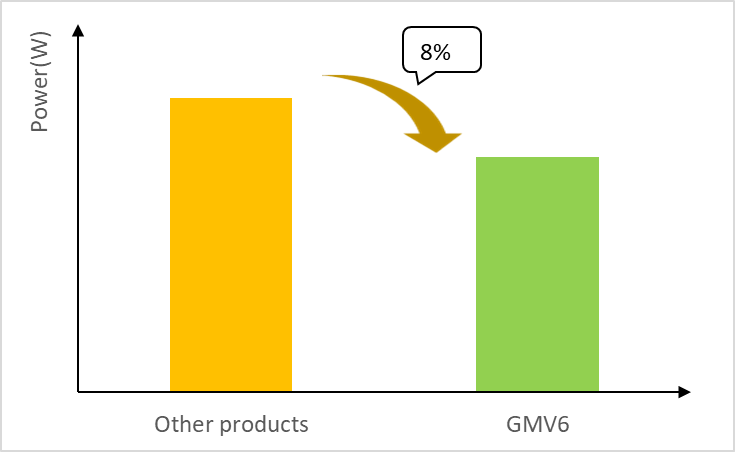 8%
Power(W)
Other products
GMV6